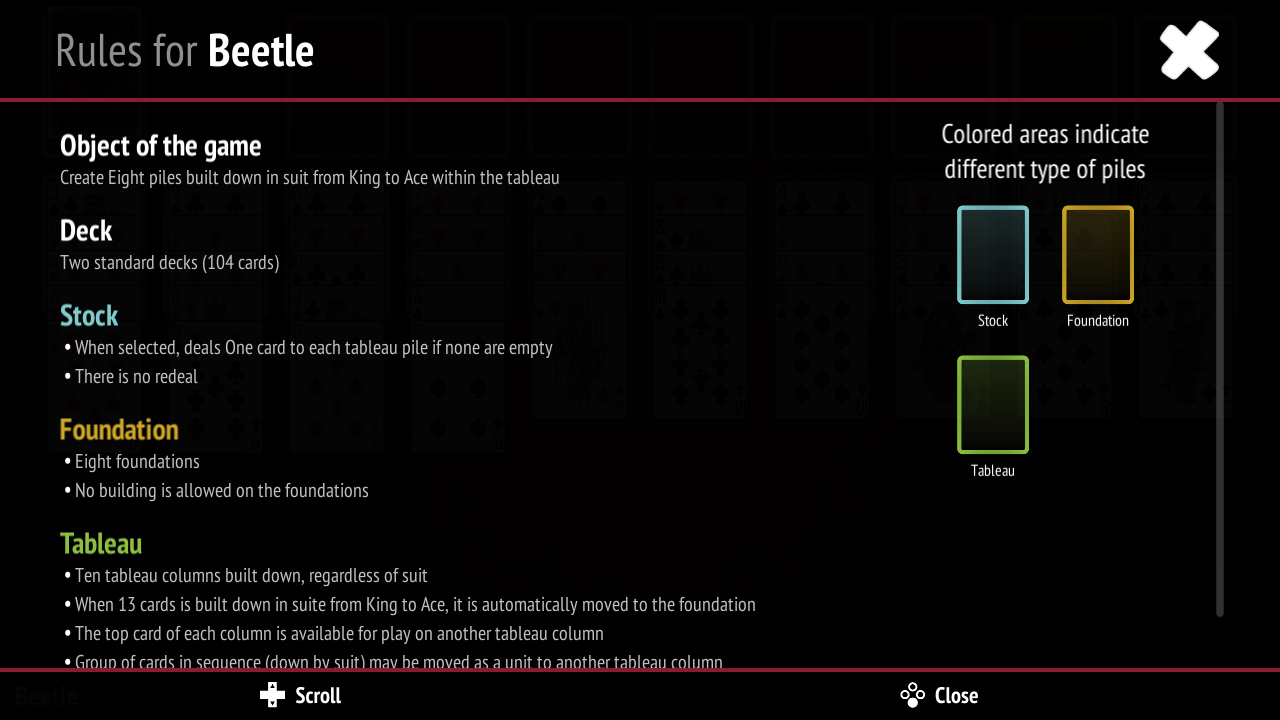 Rules for Beetle
Object of the game
Create Eight piles built down in suit from King to Ace within the tableau
Deck
Two standard decks (104 cards)
Stock
• When selected, deals One card to each tableau pile if none are empty
• There is no redeal
Foundation
• Eight foundations
• No building is allowed on the foundations
Tableau
• Ten tableau columns built down, regardless of suit
• When 13 cards is built down in suite from King to Ace, it is automatically moved to the foundation
• The top card of each column is available for play on another tableau column
• Group of cards in sequence (down by suit) may be moved as a unit to another tableau column
Colored areas indicate
different type of piles
Stock
Foundation
Tableau
Beetle
Scroll
Close